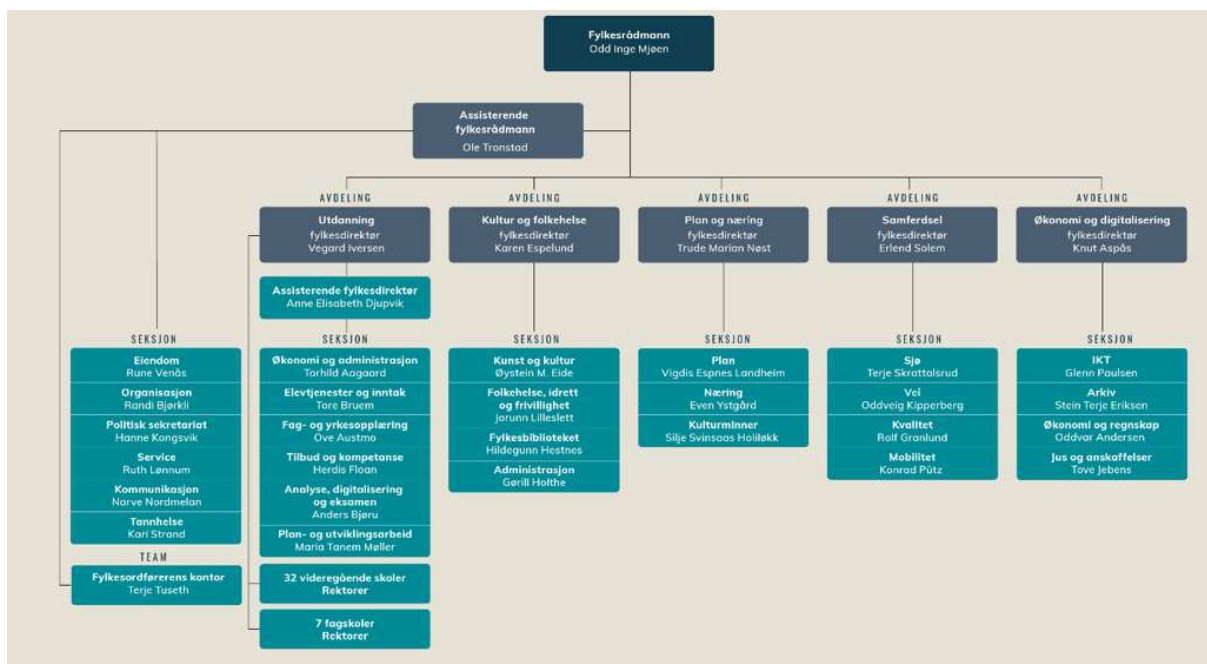 Fylkesrådmann
Odd Inge Mjøen
Assisterende
fylkesrådmann
Ole Tronstad
AVDELING
Utdanning
fylkesdirektør
Vegard Iversen
AVDELING
Kultur og folkehelse
fylkesdirektør
Karen Espelund
AVDELING
Plan og næring
fylkesdirektør
Trude Marian Nøst
AVDELING
Samferdsel
fylkesdirektør
Erlend Solem
AVDELING
Økonomi og digitalisering
fylkesdirektør
Knut Aspås
Assisterende fylkesdirektør
Anne Elisabeth Djupvik
SEKSJON
Eiendom
Rune Venås
Organisasjon
Randi Bjørkli
Politisk sekretariat
Hanne Kongsvik
Service
Ruth Lønnum
Kommunikasjon
Narve Nordmelan
Tannhelse
Kari Strand
TEAM
Fylkesordførerens kontor
Terje Tuseth
SEKSJON
Økonomi og administrasjon
Torhild Aagaard
Elevtjenester og inntak
Tore Bruem
Fag- og yrkesopplæring
Ove Austmo
Tilbud og kompetanse
Herdis Floan
Analyse, digitalisering
og eksamen
Anders Bjøru
Plan- og utviklingsarbeid
Maria Tanem Møller
32 videregående skoler
Rektorer
7 fagskoler
Rektorer
SEKSJON
Kunst og kultur
Øystein M. Eide
Folkehelse, idrett
og frivillighet
Jorunn Lilleslett
Fylkesbiblioteket
Hildegunn Hestnes
Administrasjon
Gørill Holthe
SEKSJON
Plan
Vigdis Espnes Landheim
Næring
Even Ystgård
Kulturminner
Silje Svinsaas Holiløkk
SEKSJON
Sjø
Terje Skrattalsrud
Vei
Oddveig Kipperberg
Kvalitet
Rolf Granlund
Mobilitet
Konrad Pütz
SEKSJON
IKT
Glenn Paulsen
Arkiv
Stein Terje Eriksen
Økonomi og regnskap
Oddvar Andersen
Jus og anskaffelser
Tove Jebens